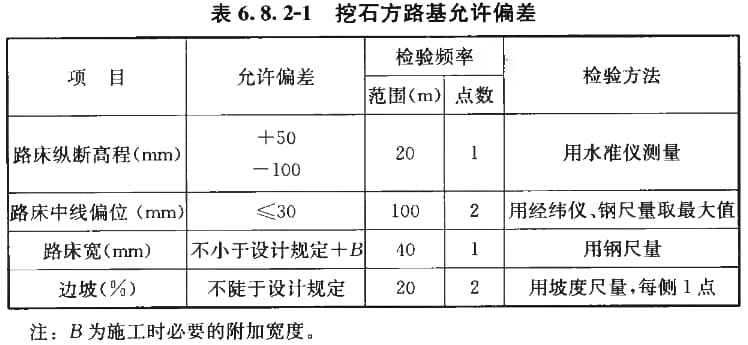 表 6.8.2-1 挖石方路基允许偏差
项 目 允许偏差 检验频率 检验方法
范围(m) 点数
路床纵断高程(mm) +50 －100 20 1 用水准仪测量
路床中线偏位 (mm) ≤30 100 2 用经纬仪、钢尺量取最大值
路床宽(mm) 不小于设计规定+B 40 1 用钢尺量
边坡(%) 不陡于设计规定 20 2 用坡度尺量,每侧 1 点
注: B 为施工时必要的附加宽度。